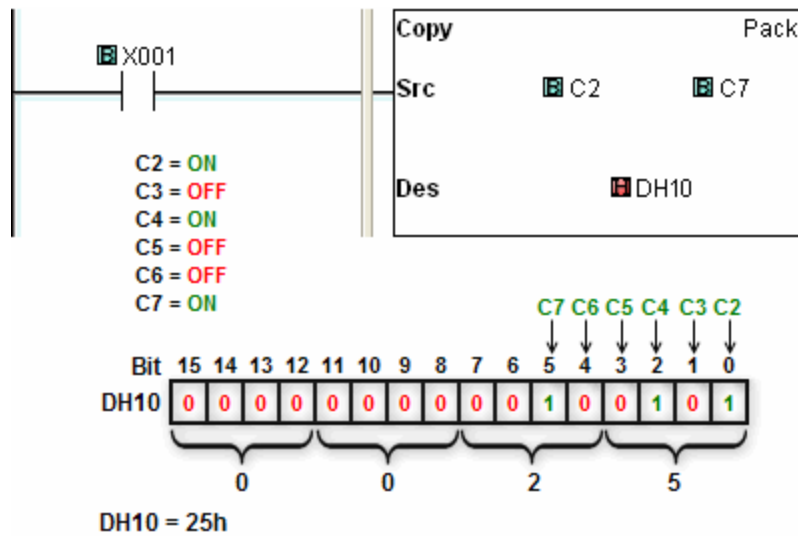 Copy Pack
B X001
Src B C2 B C7
C2 = ON
C3 = OFF
Des H DH10
C4 = ON
C5 = OFF
C6 = OFF
C7 = ON
C7 C6 C5 C4 C3 C2
Bit 15 14 13 12 11 10 9 8 7 6 5 4 3 2 1 0
DH10 0 0 0 0 0 0 0 0 0 0 1 0 0 1 0 1
0 0 2 5
DH10 = 25h